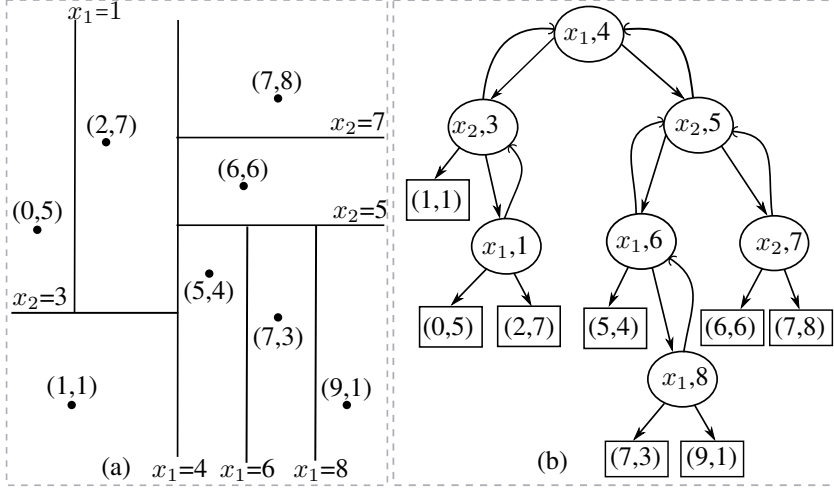 x₁=1
(7,8)
(2,7)
x₂=7
(6,6)
(0,5)
x₂=5
(5,4)
x₂=3
(7,3)
(1,1)
(9,1)
(a)
x₁=4
x₁=6
x₁=8
x₁,4
x₂,3
x₂,5
(1,1)
x₁,1
x₁,6
x₂,7
(0,5)
(2,7)
(5,4)
(6,6)
(7,8)
x₁,8
(b)
(7,3)
(9,1)